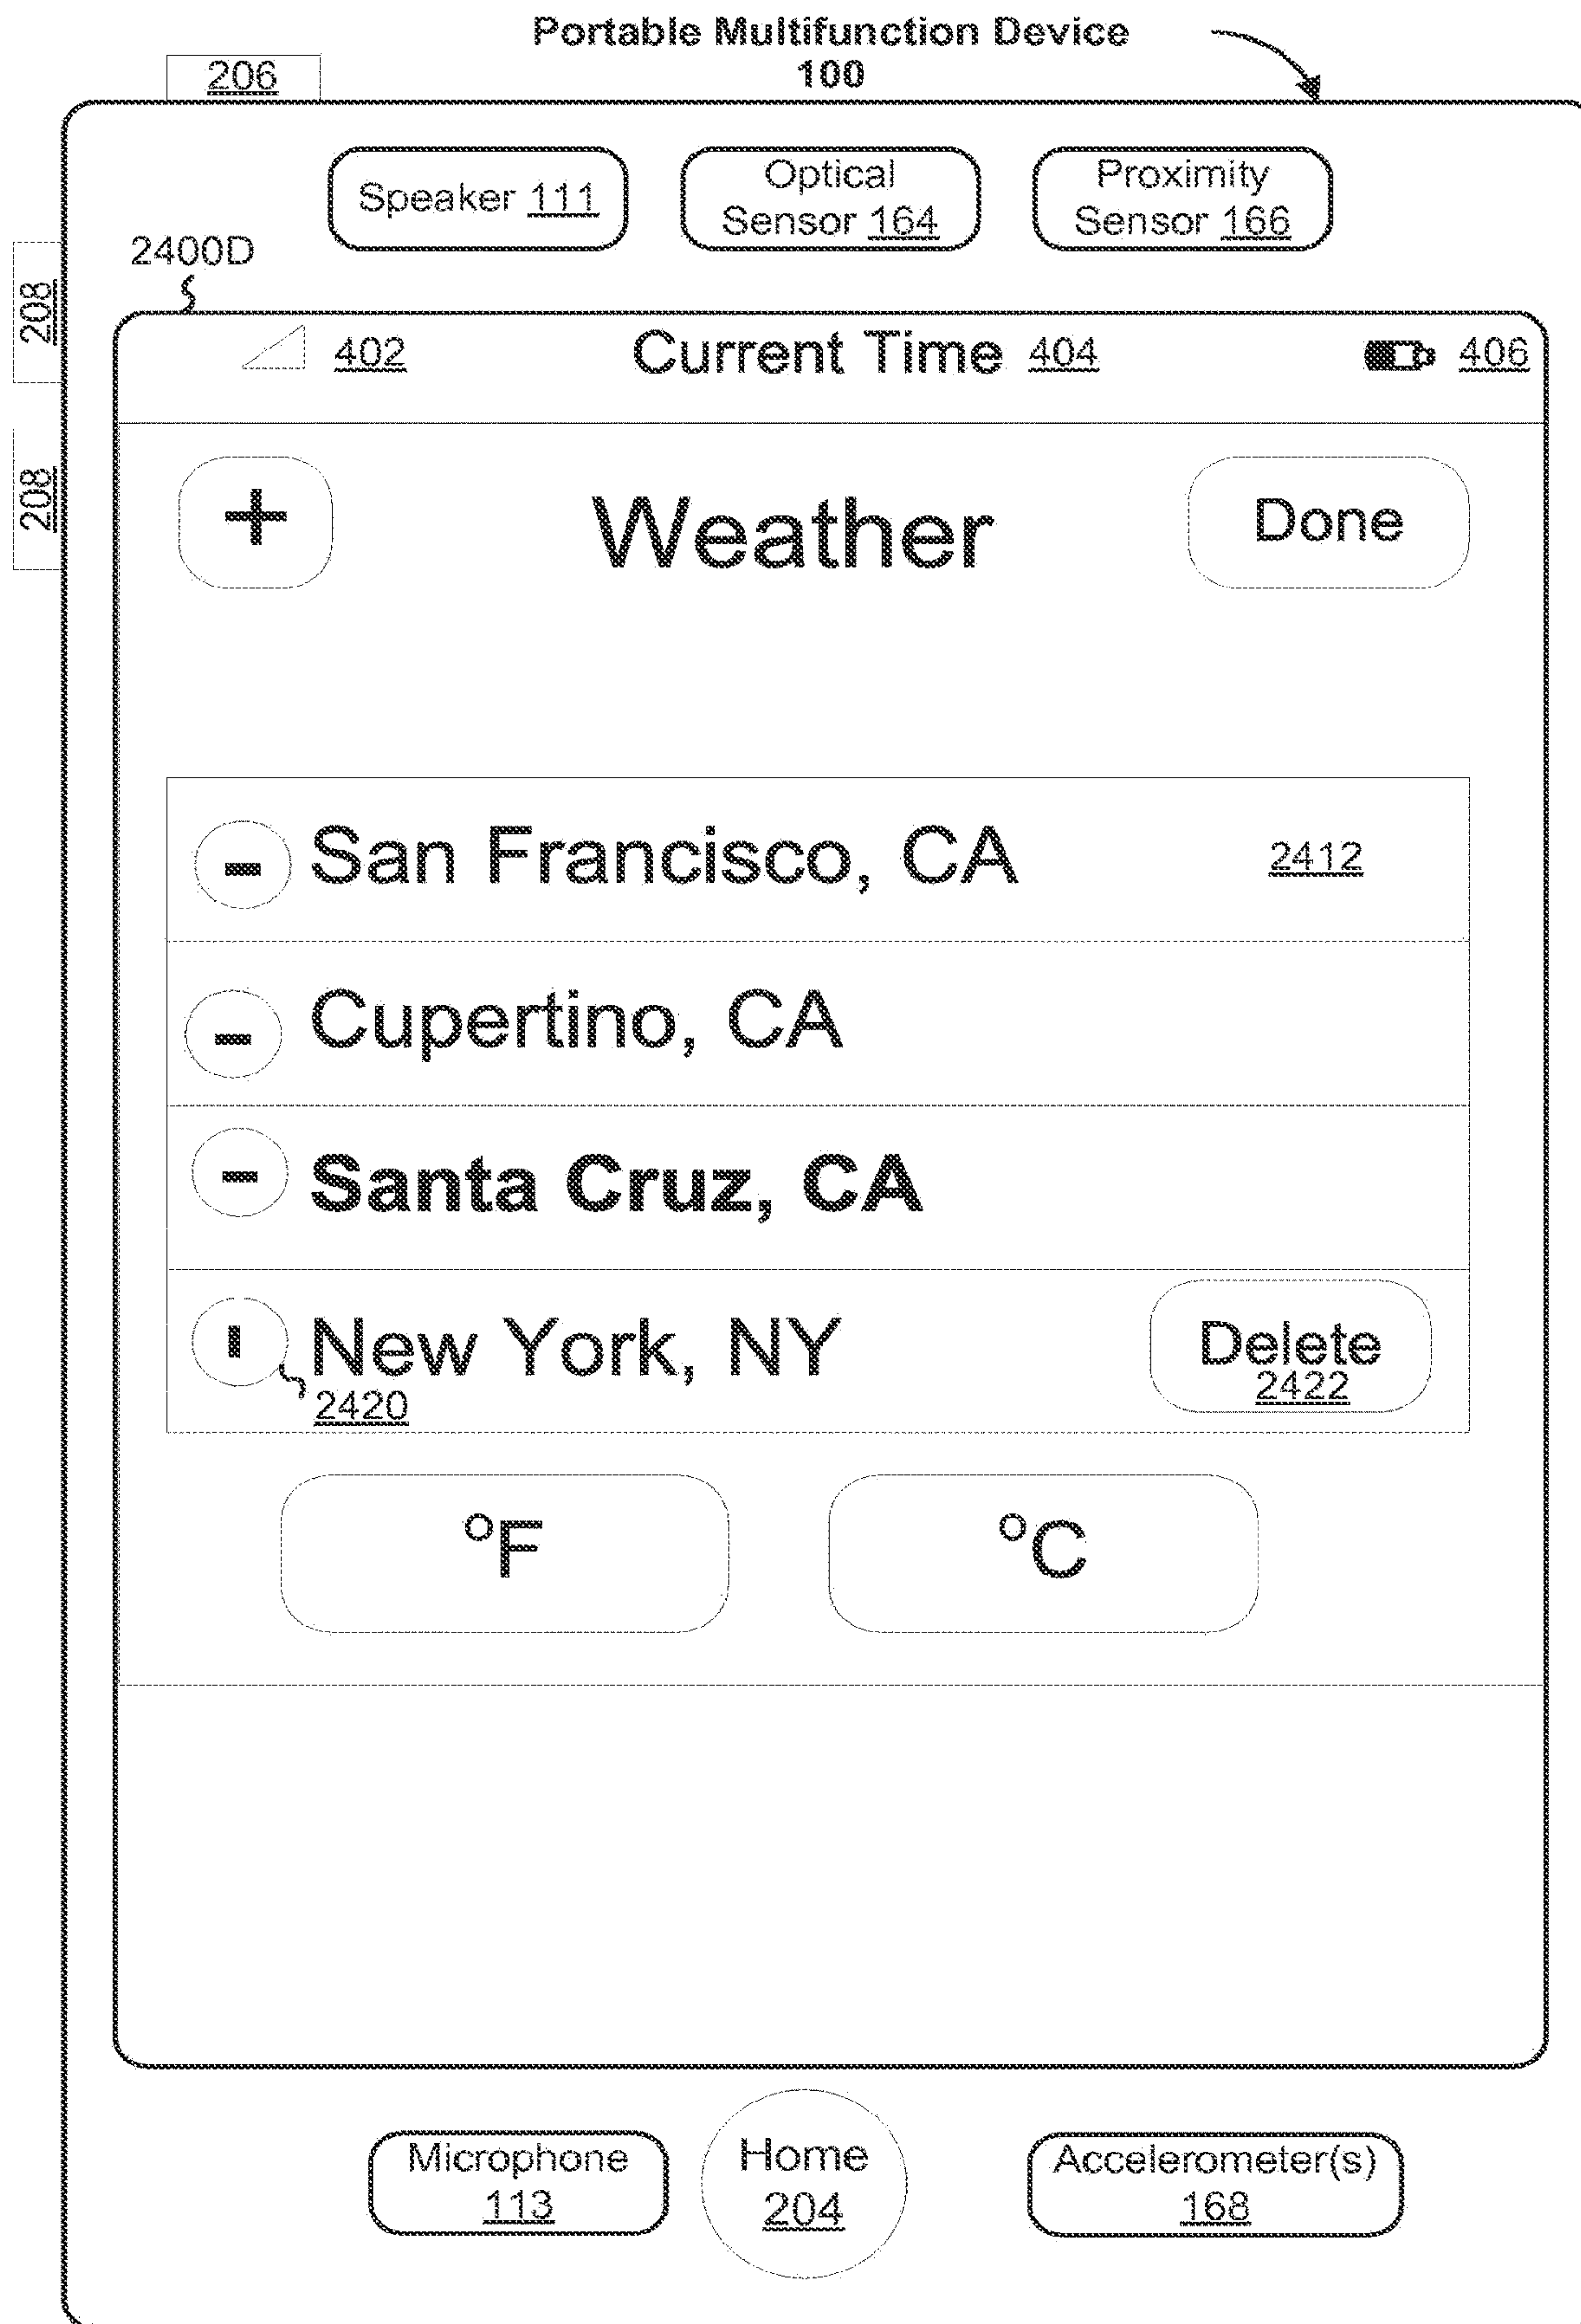 Portable Multifunction Device
100
206
Speaker 111
Optical
Sensor 164
Proximity
Sensor 166
2400D
208
208
402
Current Time 404
406
+
Weather
Done
- San Francisco, CA
2412
- Cupertino, CA
- Santa Cruz, CA
New York, NY
2420
Delete
2422
°F
°C
Microphone
113
Home
204
Accelerometer(s)
168